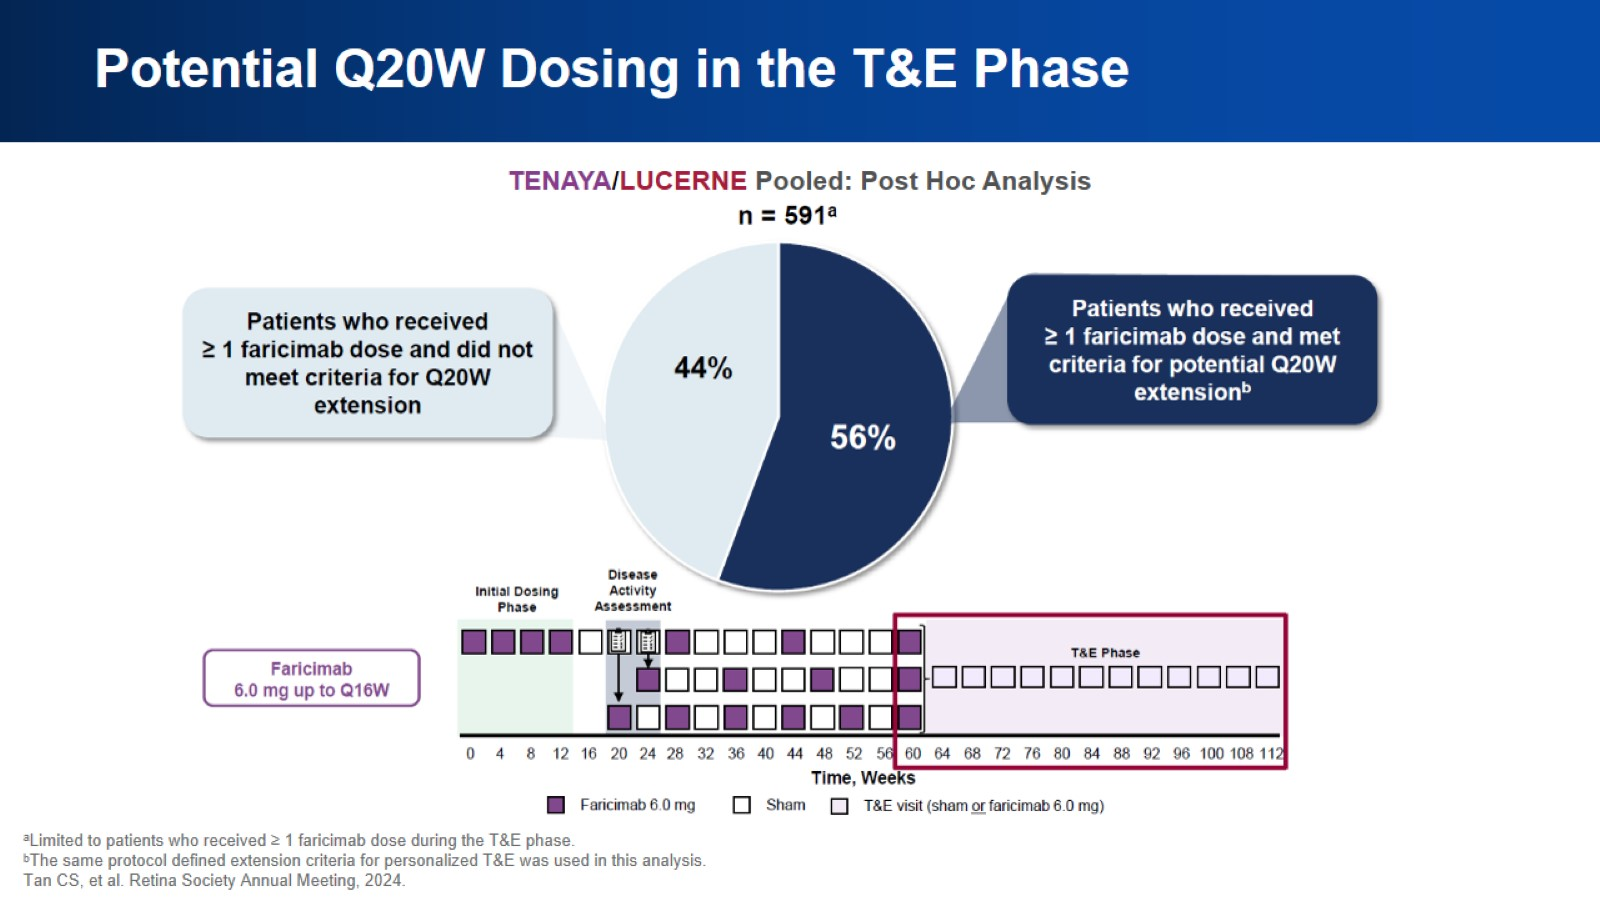 Potential Q20W Dosing in the T&E Phase
TENAYA/LUCERNE Pooled: Post Hoc Analysis
n = 591ª
Patients who received
≥ 1 faricimab dose and did not
meet criteria for Q20W
extension
44%
56%
Patients who received
≥ 1 faricimab dose and met
criteria for potential Q20W
extensionᵇ
Initial Dosing
Phase
Disease
Activity
Assessment
Faricimab
6.0 mg up to Q16W
T&E Phase
0 4 8 12 16 20 24 28 32 36 40 44 48 52 56 60 64 68 72 76 80 84 88 92 96 100 108 112
Time, Weeks
Faricimab 6.0 mg
Sham
T&E visit (sham or faricimab 6.0 mg)
ªLimited to patients who received ≥ 1 faricimab dose during the T&E phase.
ᵇThe same protocol defined extension criteria for personalized T&E was used in this analysis.
Tan CS, et al. Retina Society Annual Meeting, 2024.